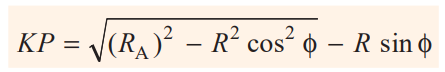 KP = √((R_A)² − R² cos² ϕ) − R sin ϕ